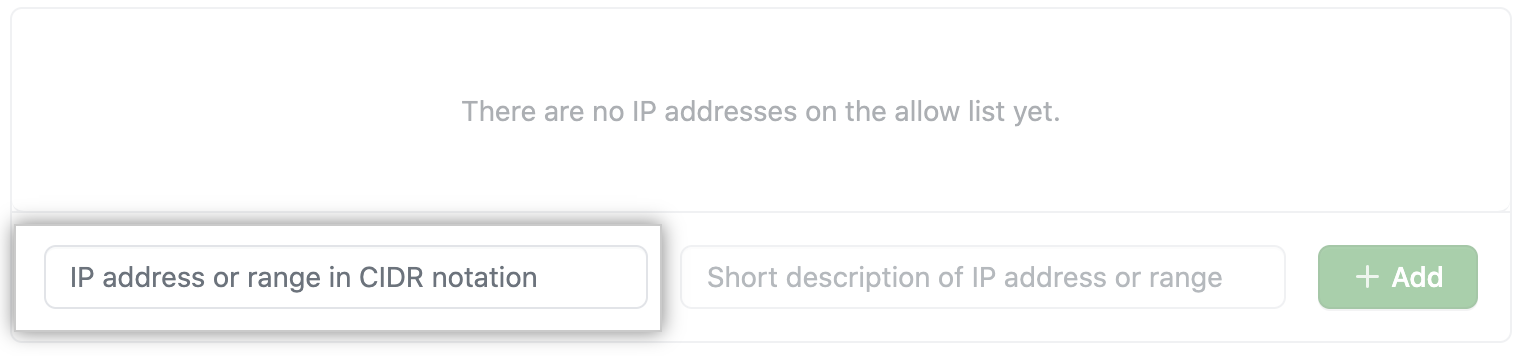 There are no IP addresses on the allow list yet.
IP address or range in CIDR notation
Short description of IP address or range
+ Add